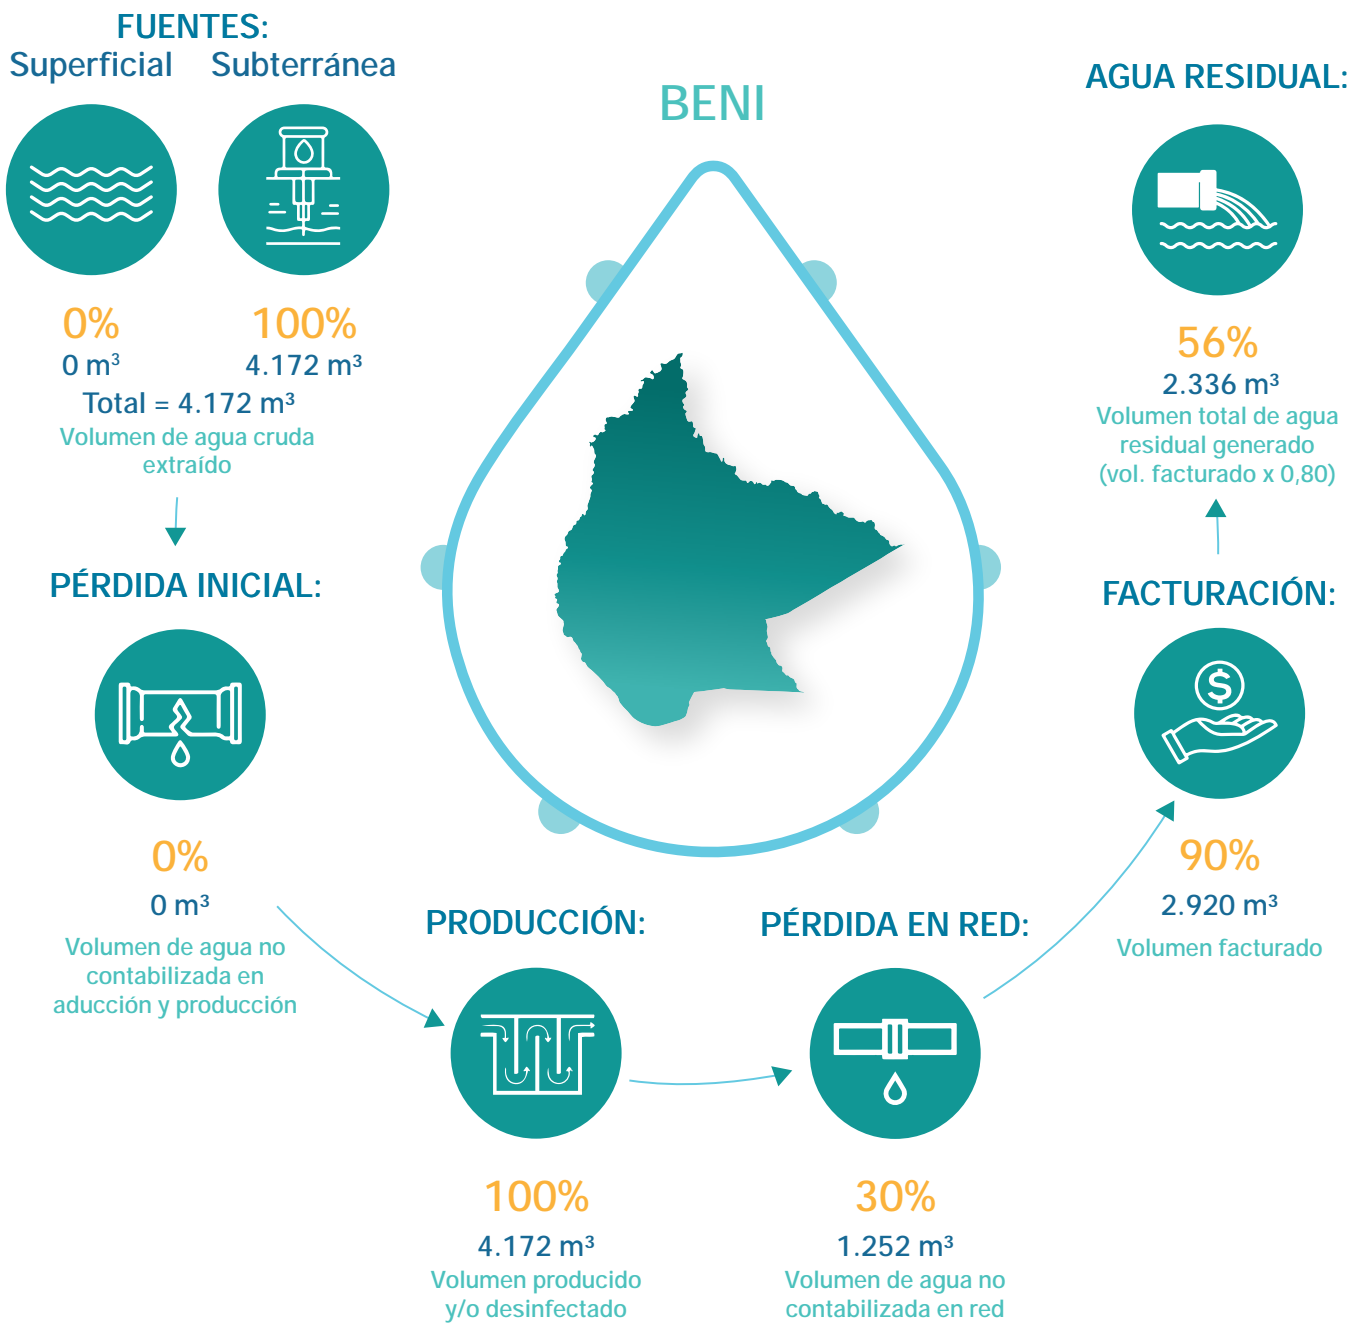 FUENTES:
Superficial
Subterránea
0%
0 m³
100%
4.172 m³
Total = 4.172 m³
Volumen de agua cruda
extraído
PÉRDIDA INICIAL:
0%
0 m³
Volumen de agua no
contabilizada en
aducción y producción
BENI
PRODUCCIÓN:
100%
4.172 m³
Volumen producido
y/o desinfectado
PÉRDIDA EN RED:
30%
1.252 m³
Volumen de agua no
contabilizada en red
FACTURACIÓN:
$
90%
2.920 m³
Volumen facturado
AGUA RESIDUAL:
56%
2.336 m³
Volumen total de agua
residual generado
(vol. facturado x 0,80)